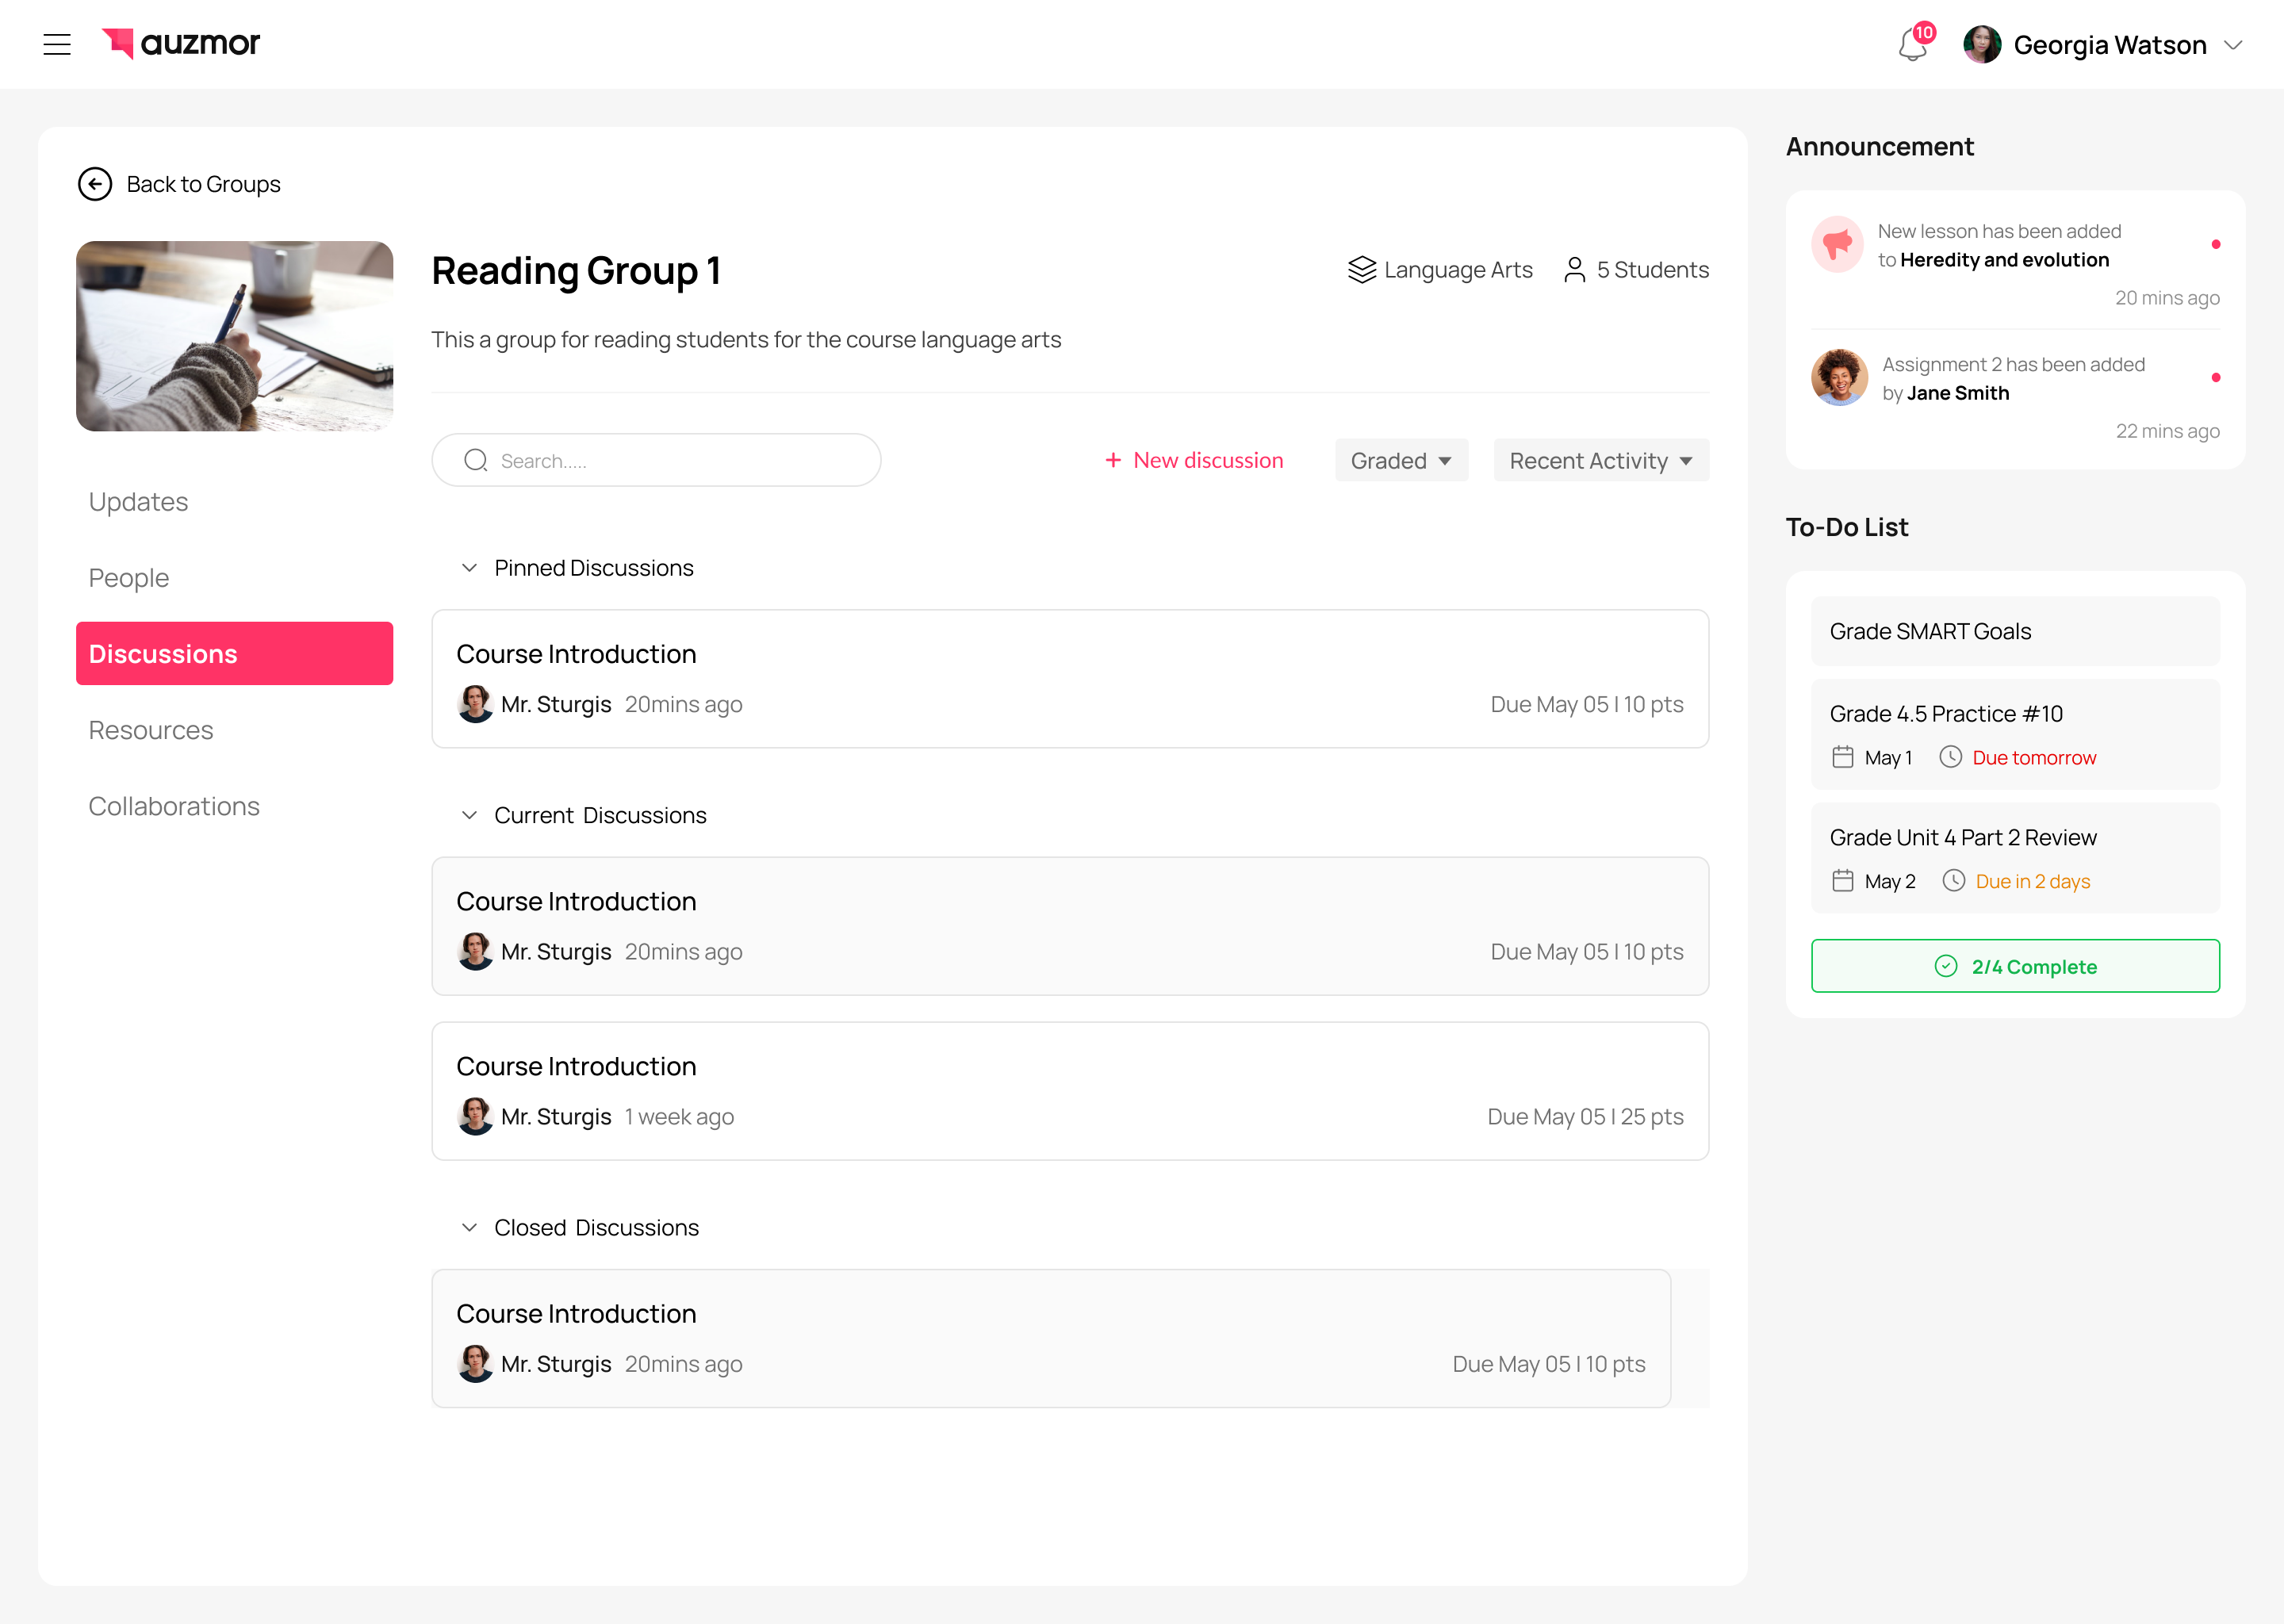 auzmor
10
Georgia Watson
Back to Groups
Reading Group 1
Language Arts
5 Students
This a group for reading students for the course language arts
Search.....
+ New discussion
Graded
Recent Activity
Updates
People
Discussions
Resources
Collaborations
Pinned Discussions
Course Introduction
Mr. Sturgis 20mins ago
Due May 05 | 10 pts
Current Discussions
Course Introduction
Mr. Sturgis 20mins ago
Due May 05 | 10 pts
Course Introduction
Mr. Sturgis 1 week ago
Due May 05 | 25 pts
Closed Discussions
Course Introduction
Mr. Sturgis 20mins ago
Due May 05 | 10 pts
Announcement
New lesson has been added
to Heredity and evolution
20 mins ago
Assignment 2 has been added
by Jane Smith
22 mins ago
To-Do List
Grade SMART Goals
Grade 4.5 Practice #10
May 1 Due tomorrow
Grade Unit 4 Part 2 Review
May 2 Due in 2 days
2/4 Complete